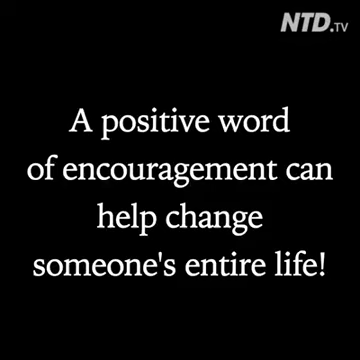 NTD.TV
A positive word
of encouragement can
help change
someone's entire life!